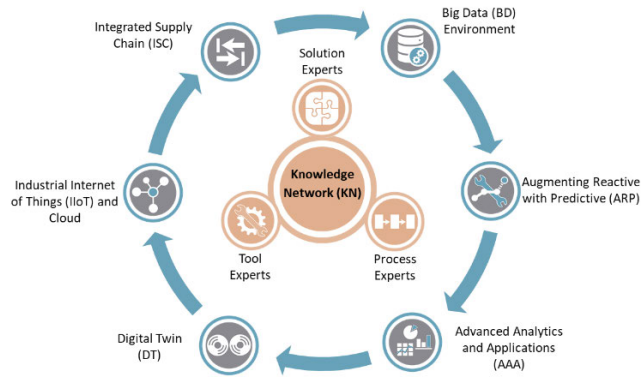 Integrated Supply
Chain (ISC)
Big Data (BD)
Environment
Solution
Experts
Knowledge
Network (KN)
Industrial Internet
of Things (IIoT) and
Cloud
Augmenting Reactive
with Predictive (ARP)
Tool
Experts
Process
Experts
Digital Twin
(DT)
Advanced Analytics
and Applications
(AAA)